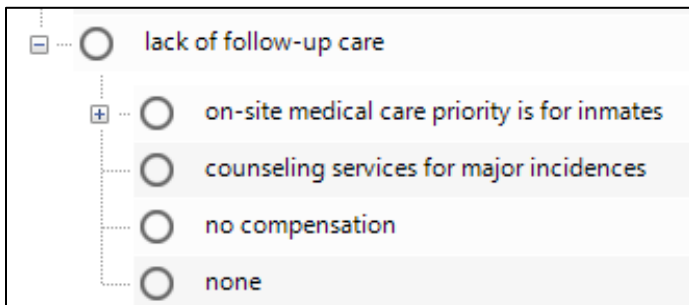 lack of follow-up care
on-site medical care priority is for inmates
counseling services for major incidences
no compensation
none